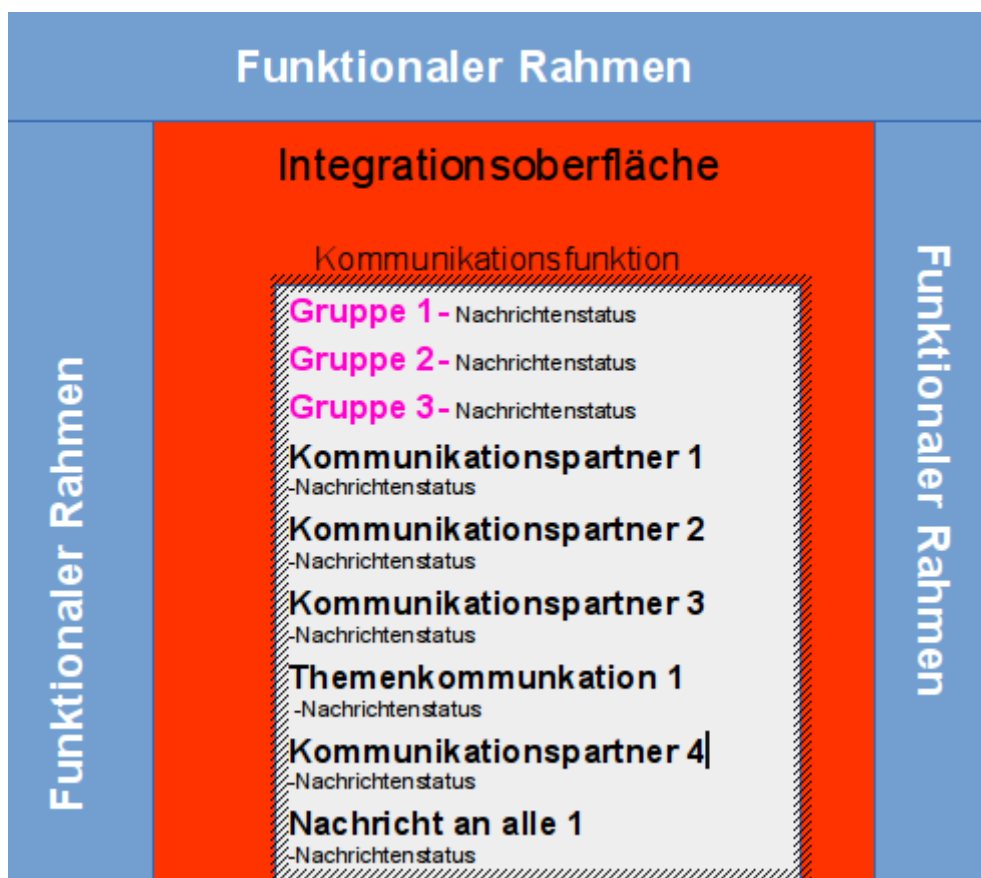 Funktionaler Rahmen
Integrationsoberfläche
Kommunikationsfunktion
Gruppe 1- Nachrichtenstatus
Gruppe 2- Nachrichtenstatus
Gruppe 3- Nachrichtenstatus
Kommunikationspartner 1
-Nachrichtenstatus
Kommunikationspartner 2
-Nachrichtenstatus
Kommunikationspartner 3
-Nachrichtenstatus
Themenkommunkation 1
-Nachrichtenstatus
Kommunikationspartner 4
-Nachrichtenstatus
Nachricht an alle 1
-Nachrichtenstatus
Funktionaler Rahmen
Funktionaler Rahmen